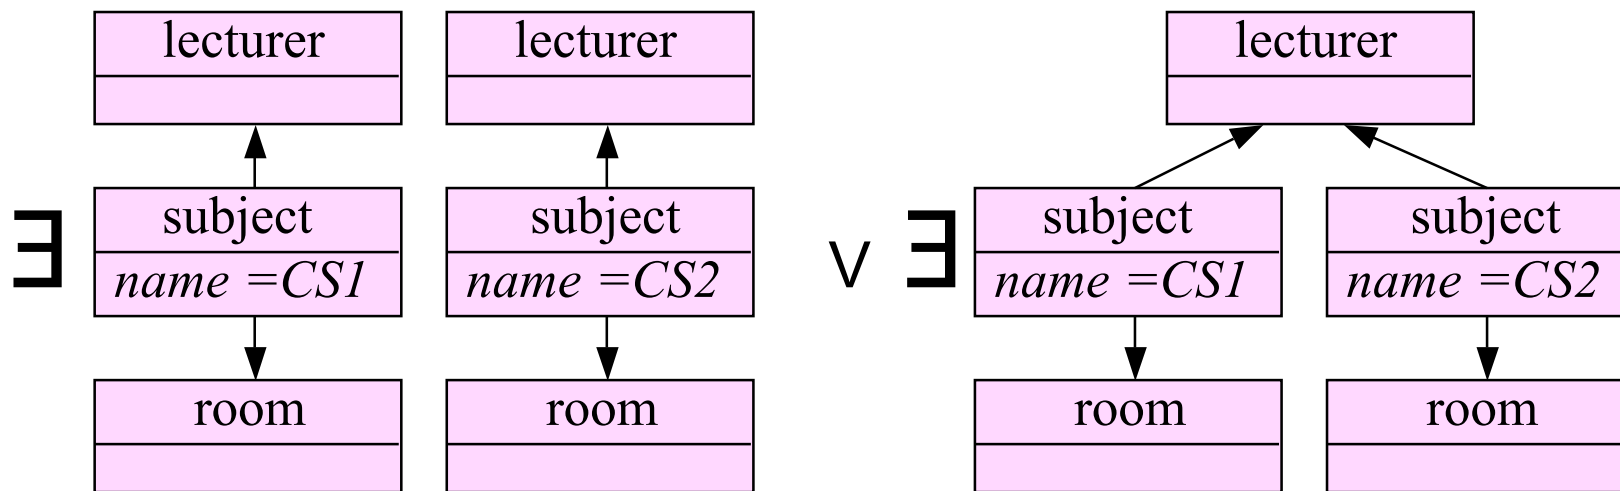 lecturer lecturer lecturer
subject subject subject subject
∃ name =CS1 name =CS2 ∨ ∃ name =CS1 name =CS2
room room room room